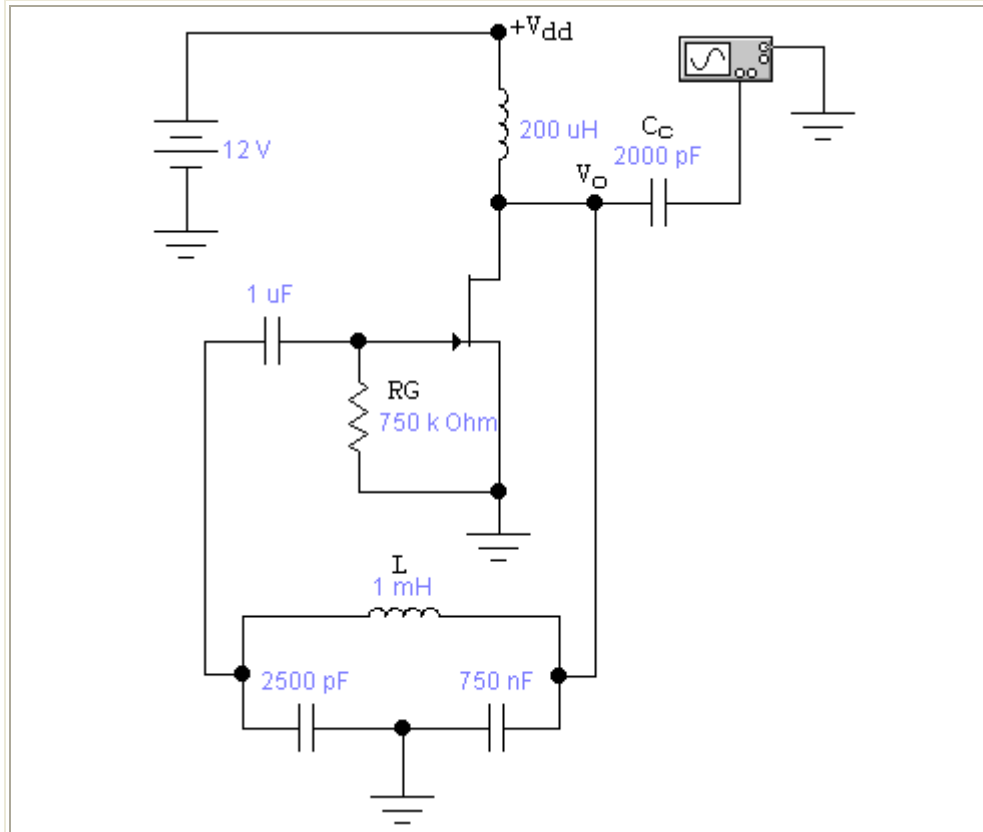 +Vdd
12 V
200 uH
CC
2000 pF
Vo
1 uF
RG
750 k Ohm
L
1 mH
2500 pF
750 nF